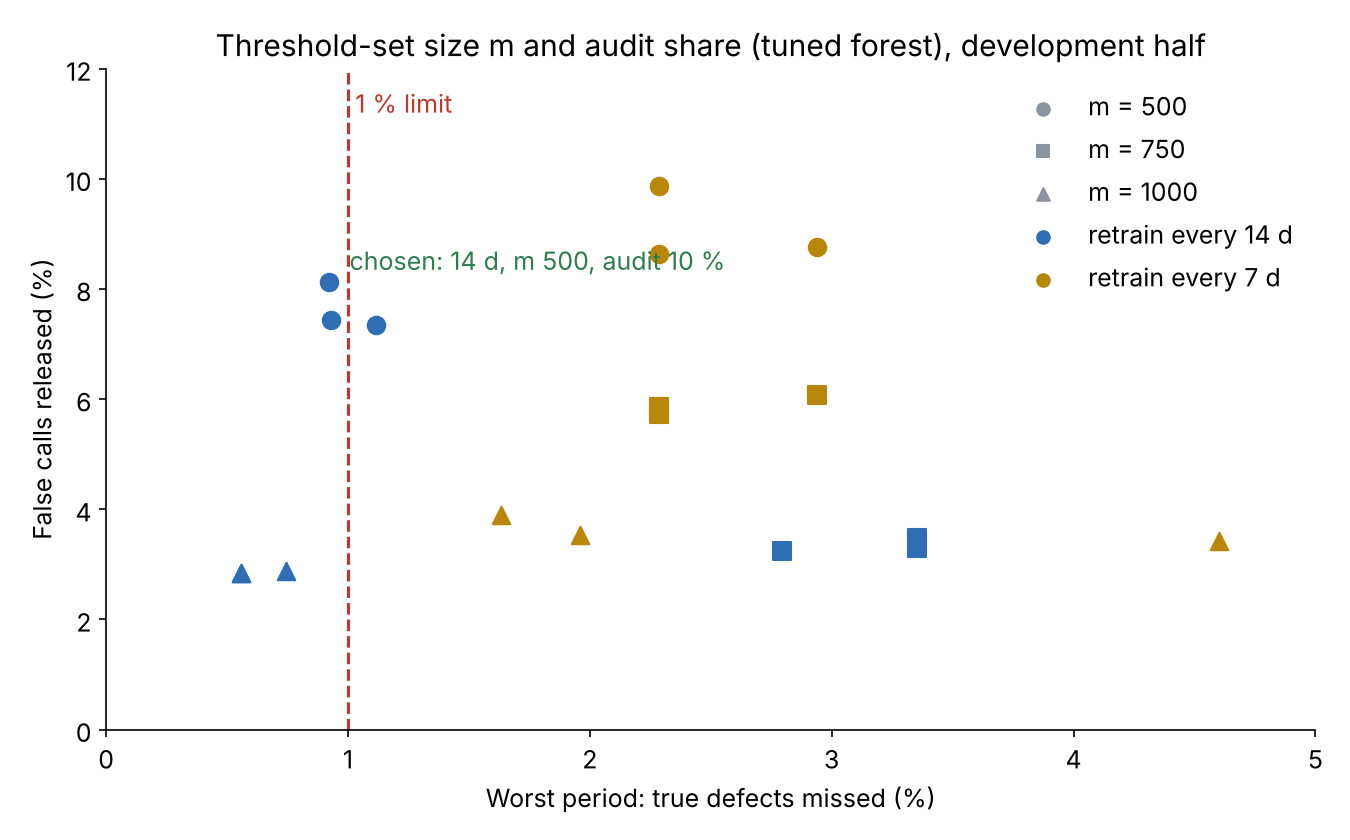 Threshold-set size m and audit share (tuned forest), development half
12
10
8
6
4
2
0
False calls released (%)
1 % limit
chosen: 14 d, m 500, audit 10 %
m = 500
m = 750
m = 1000
retrain every 14 d
retrain every 7 d
0
1
2
3
4
5
Worst period: true defects missed (%)